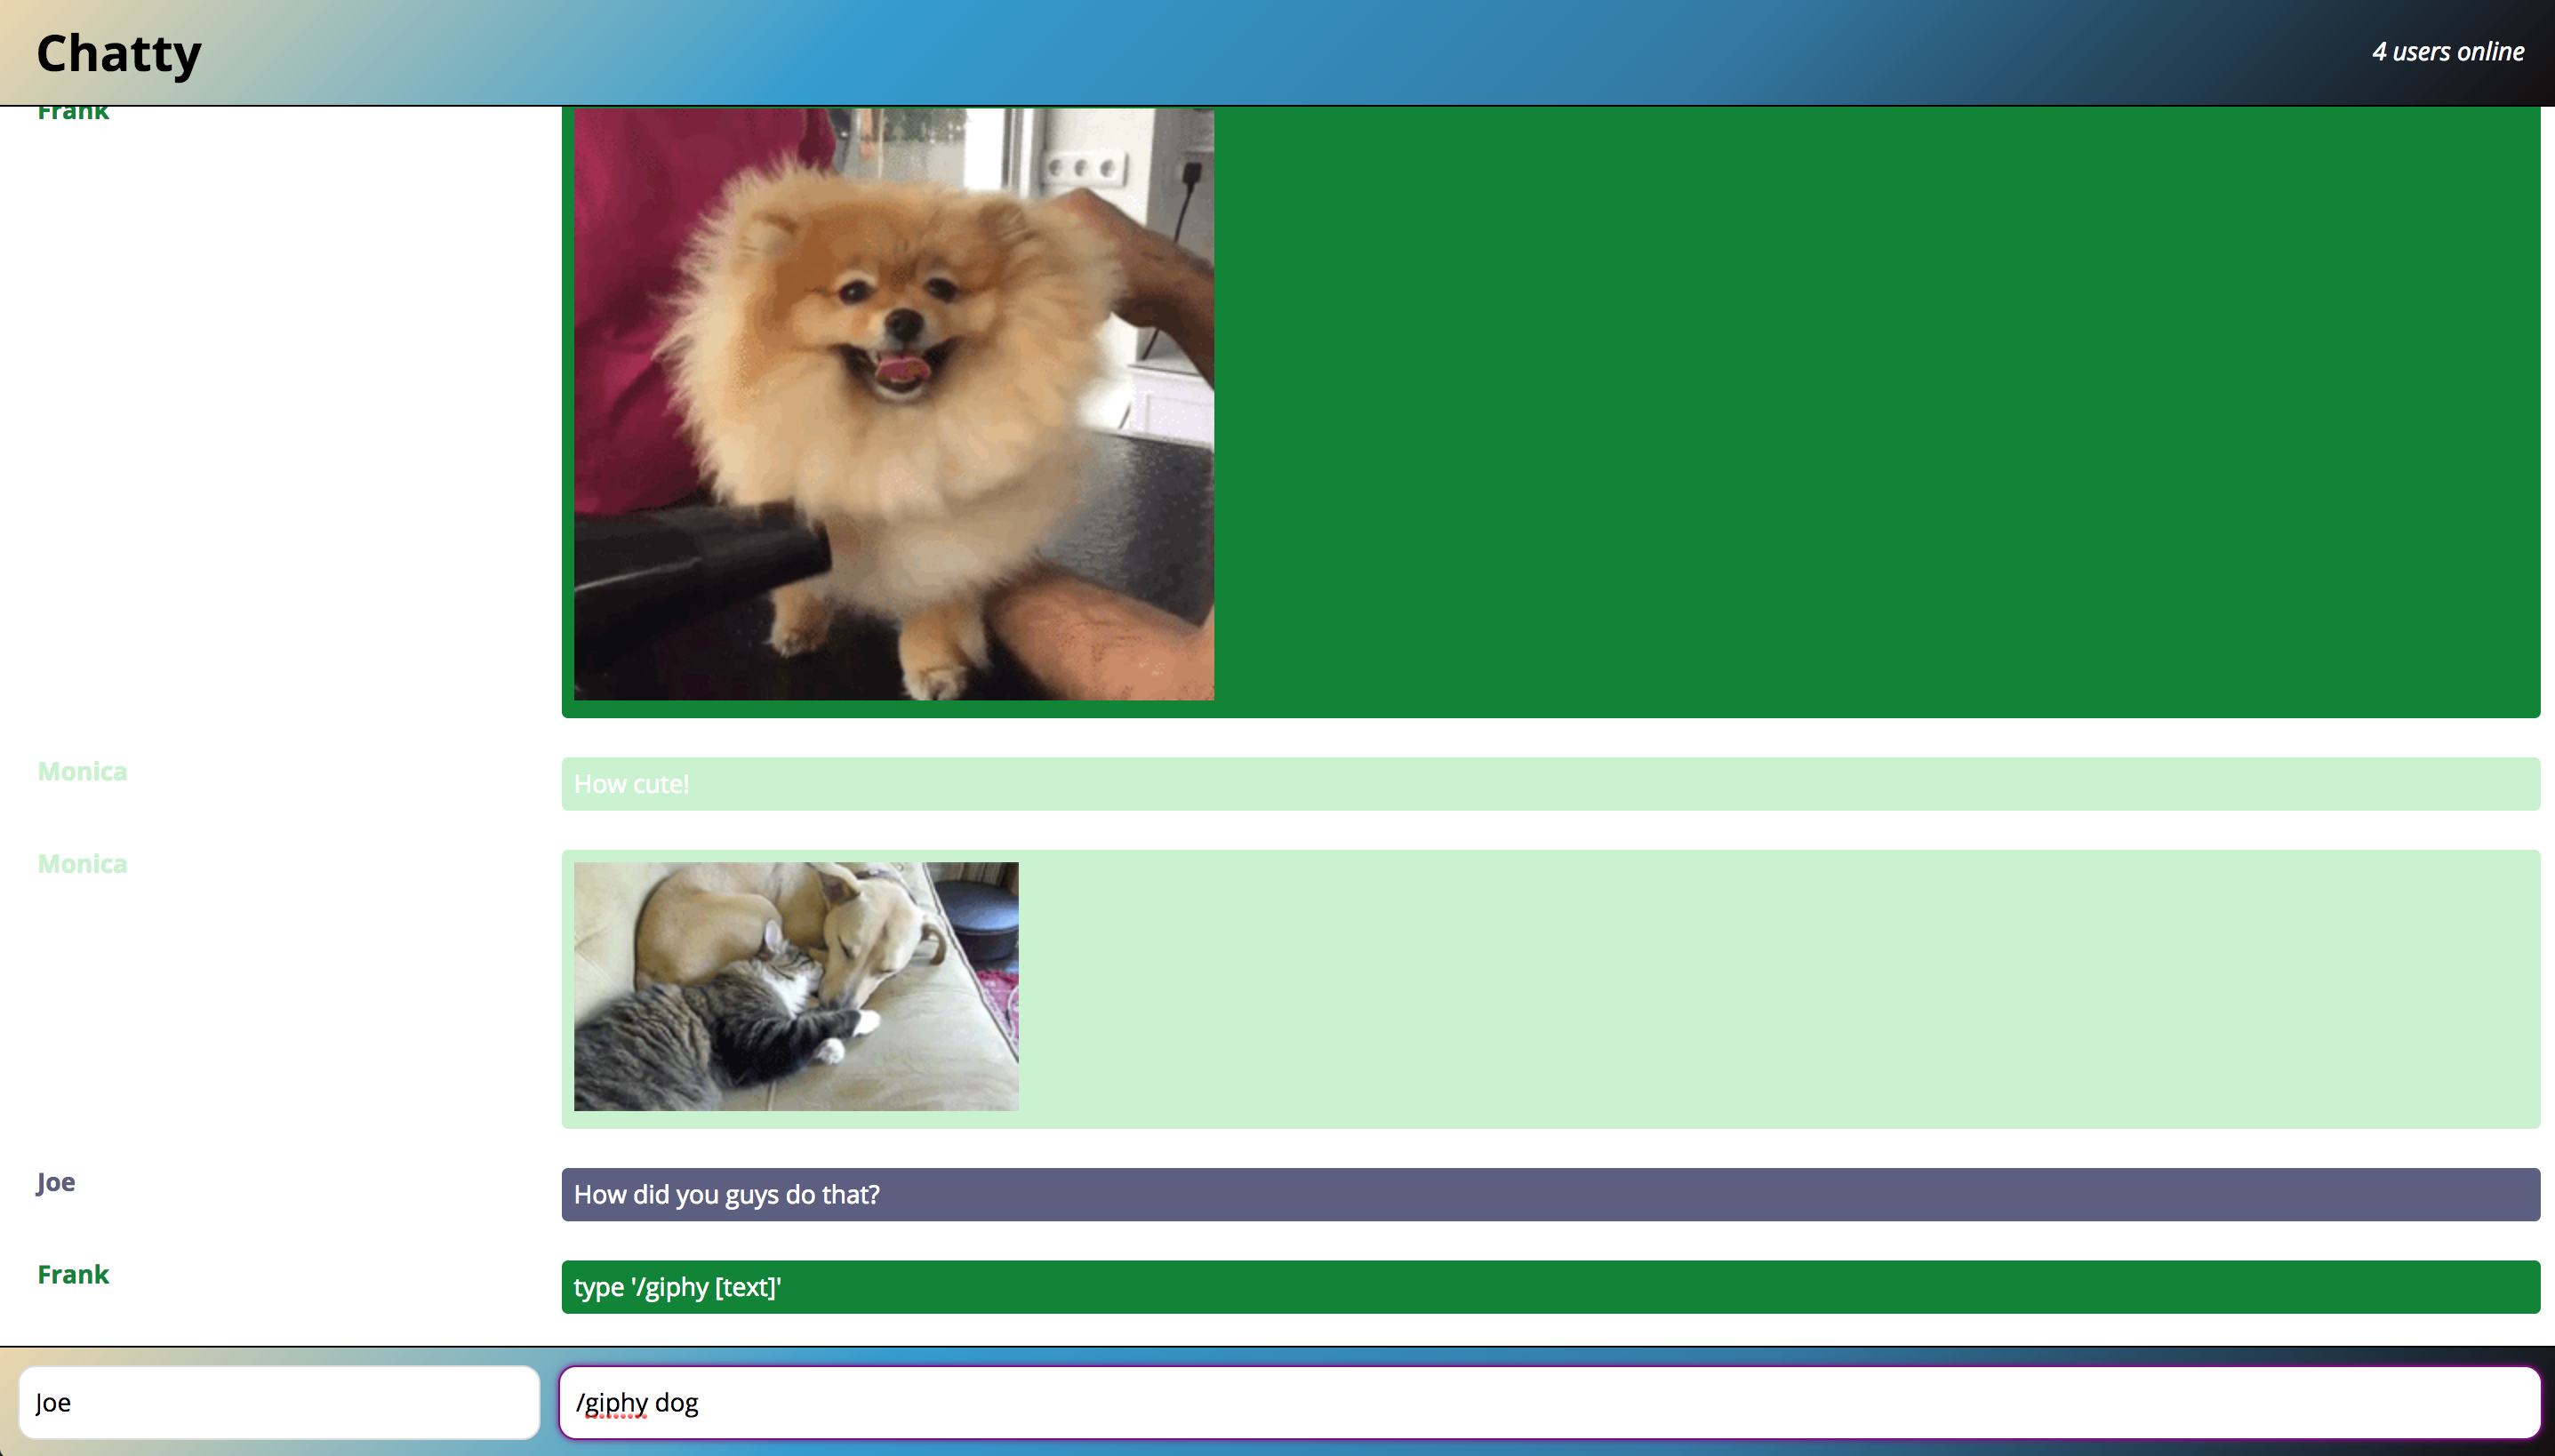 Chatty
4 users online
Frank
Monica
How cute!
Monica
Joe
How did you guys do that?
Frank
type '/giphy [text]'
Joe
/giphy dog